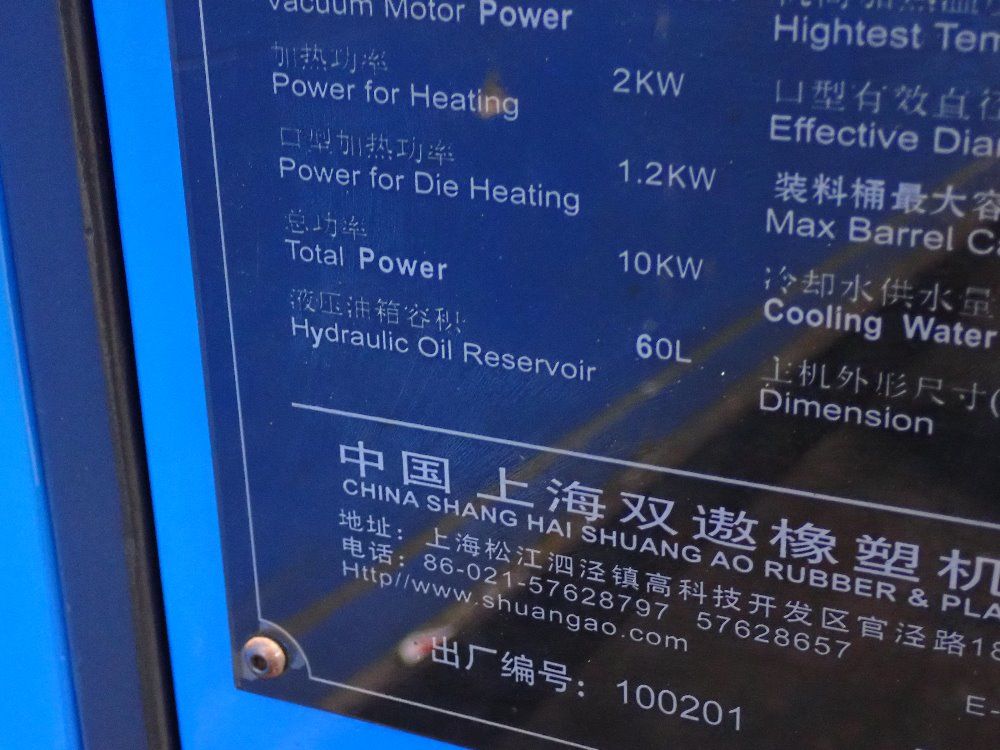 Vacuum Motor Power
加热功率
Power for Heating 2KW
口型加热功率
Power for Die Heating 1.2KW
总功率
Total Power 10KW
液压油箱容积
Hydraulic Oil Reservoir 60L
Hightest
口型有效直径
Effective
装料桶最大容
Max Barrel
冷却水供水量
Cooling Water
主机外形尺寸(
Dimension
中国上海双遨橡塑机
CHINA SHANG HAI SHUANG AO RUBBER & PLA
地址：上海松江泗泾镇高科技开发区官泾路18
电话：86-021-57628797 57628657
Http//www.shuangao.com
出厂编号：100201
E-